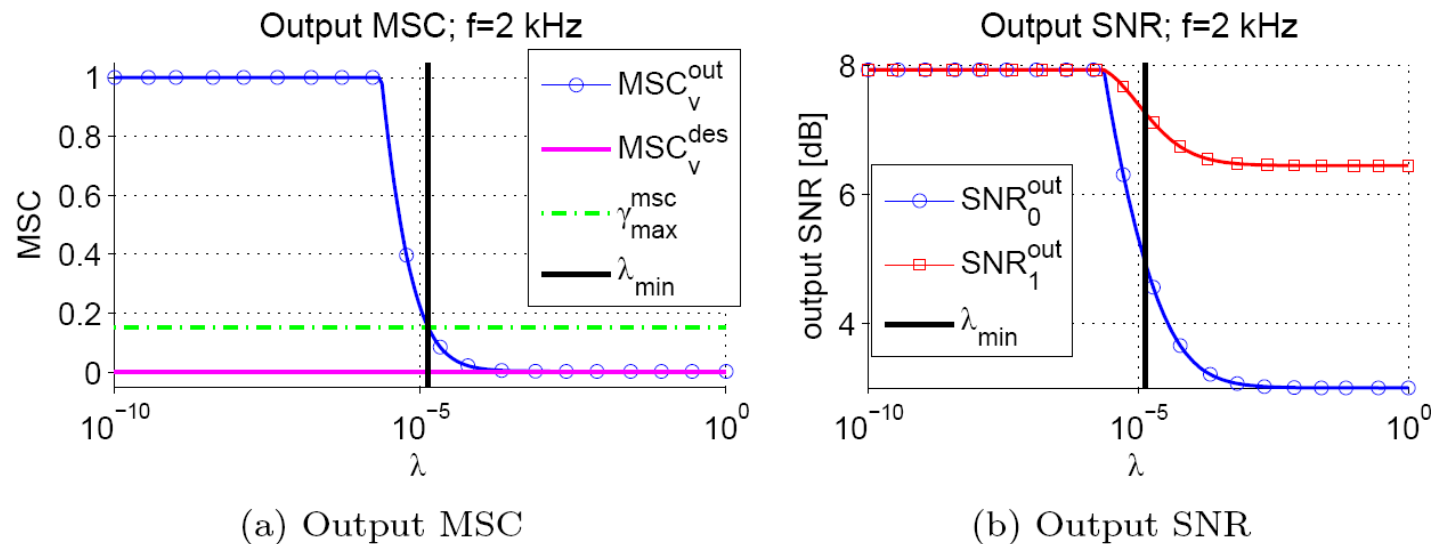 Output MSC; f=2 kHz
MSC
1
0.8
0.6
0.4
0.2
0
MSC_v^out
MSC_v^des
γ_max^msc
λ_min
10^−10
10^−5
10^0
λ
(a) Output MSC
Output SNR; f=2 kHz
output SNR [dB]
8
6
4
SNR_0^out
SNR_1^out
λ_min
10^−10
10^−5
10^0
λ
(b) Output SNR